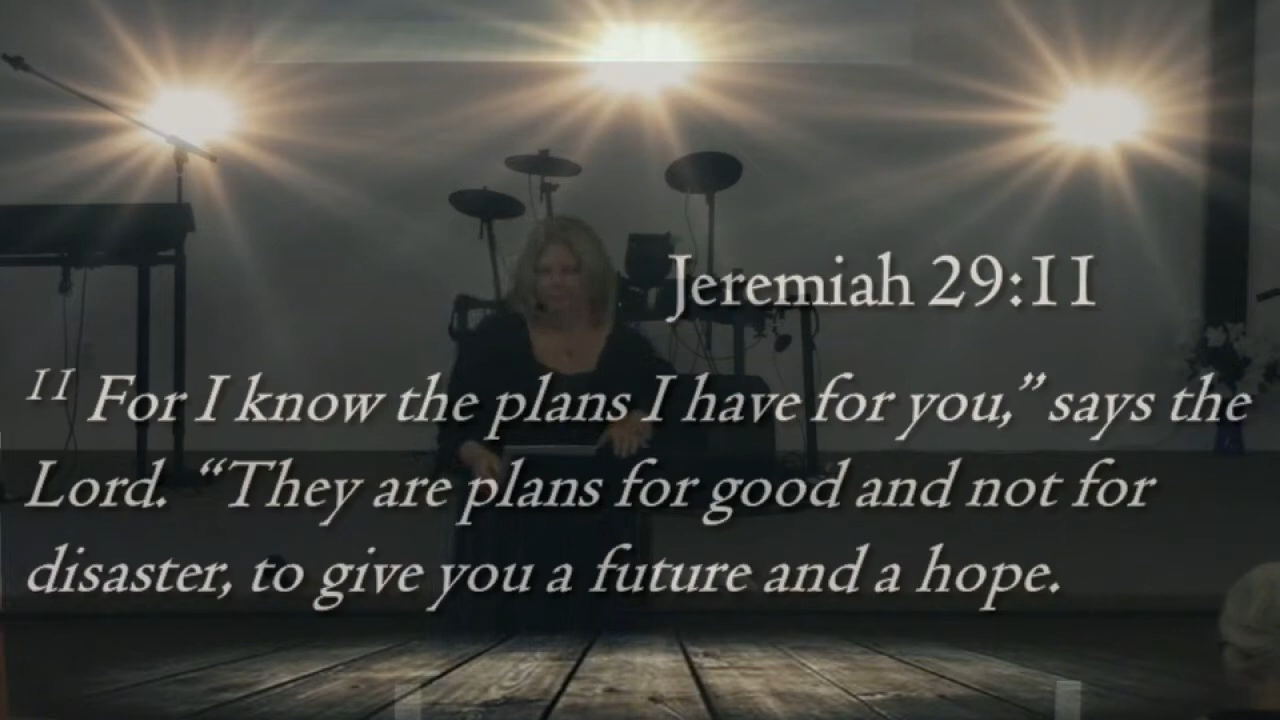 Jeremiah 29:11
11 For I know the plans I have for you,” says the
Lord. “They are plans for good and not for
disaster, to give you a future and a hope.